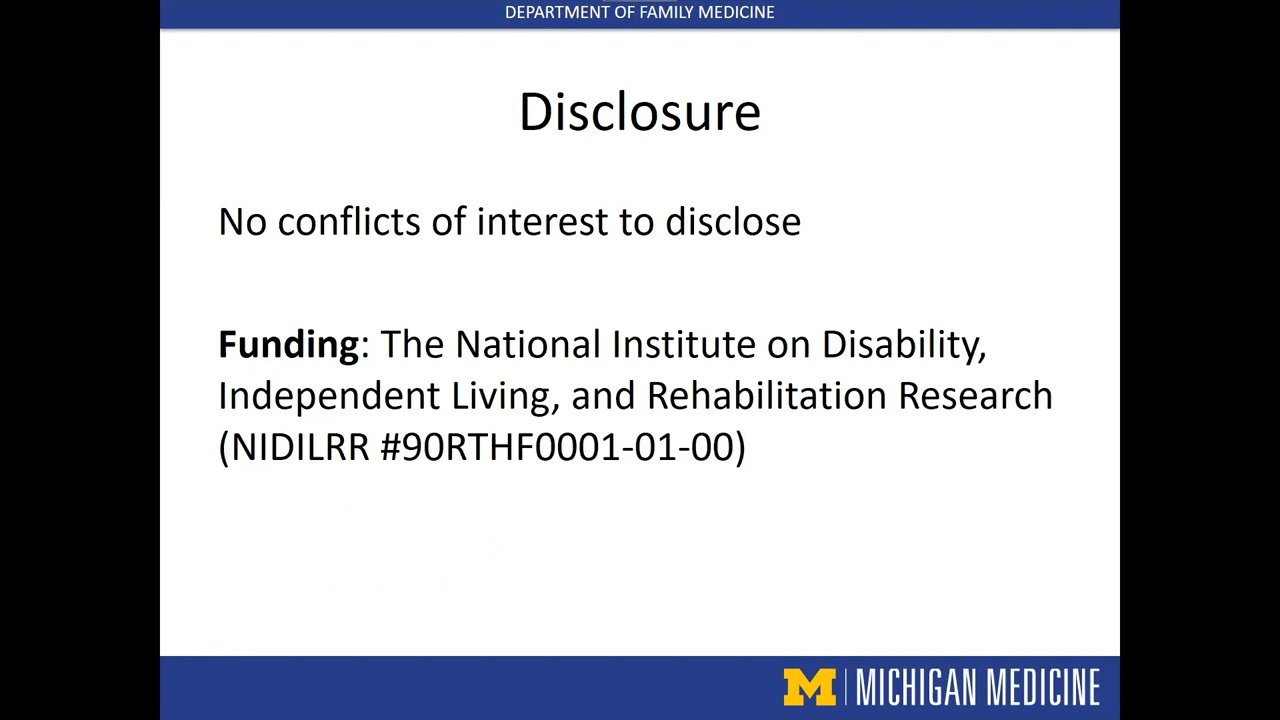 DEPARTMENT OF FAMILY MEDICINE
Disclosure
No conflicts of interest to disclose
Funding: The National Institute on Disability,
Independent Living, and Rehabilitation Research
(NIDILRR #90RTHF0001-01-00)
M | MICHIGAN MEDICINE